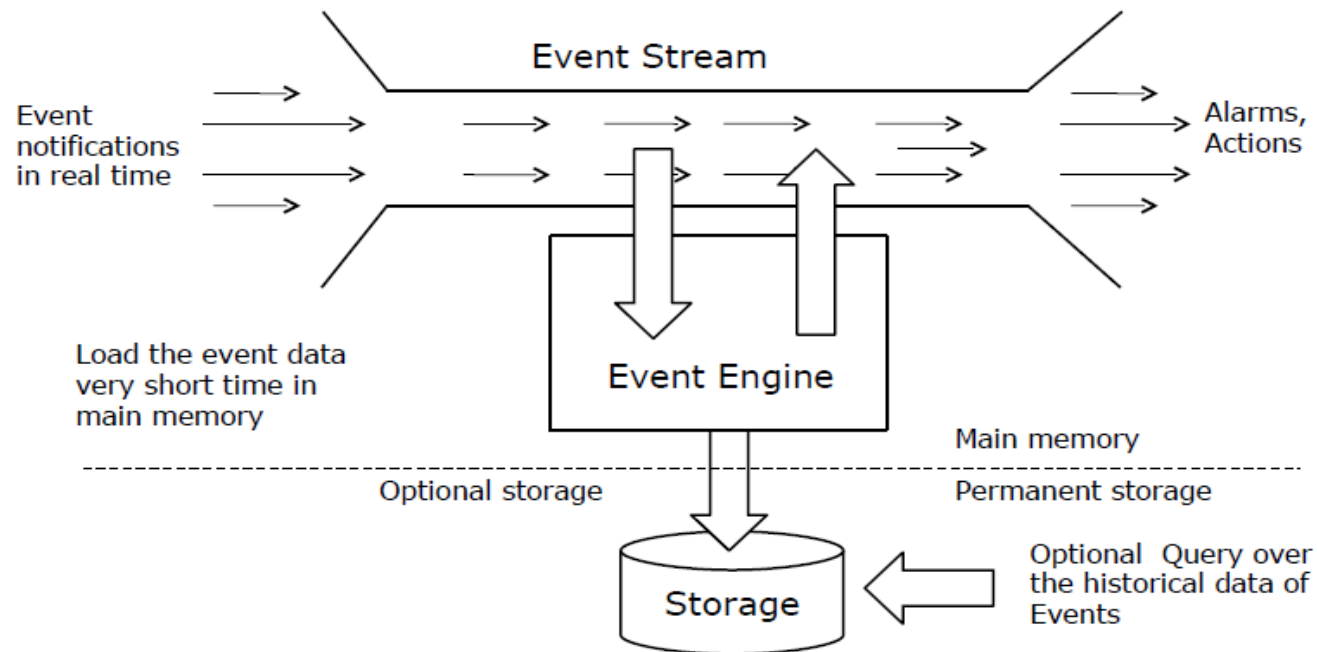 Event Stream
Event
notifications
in real time
Alarms,
Actions
Load the event data
very short time in
main memory
Event Engine
Main memory
Optional storage
Permanent storage
Optional  Query over
the historical data of
Events
Storage